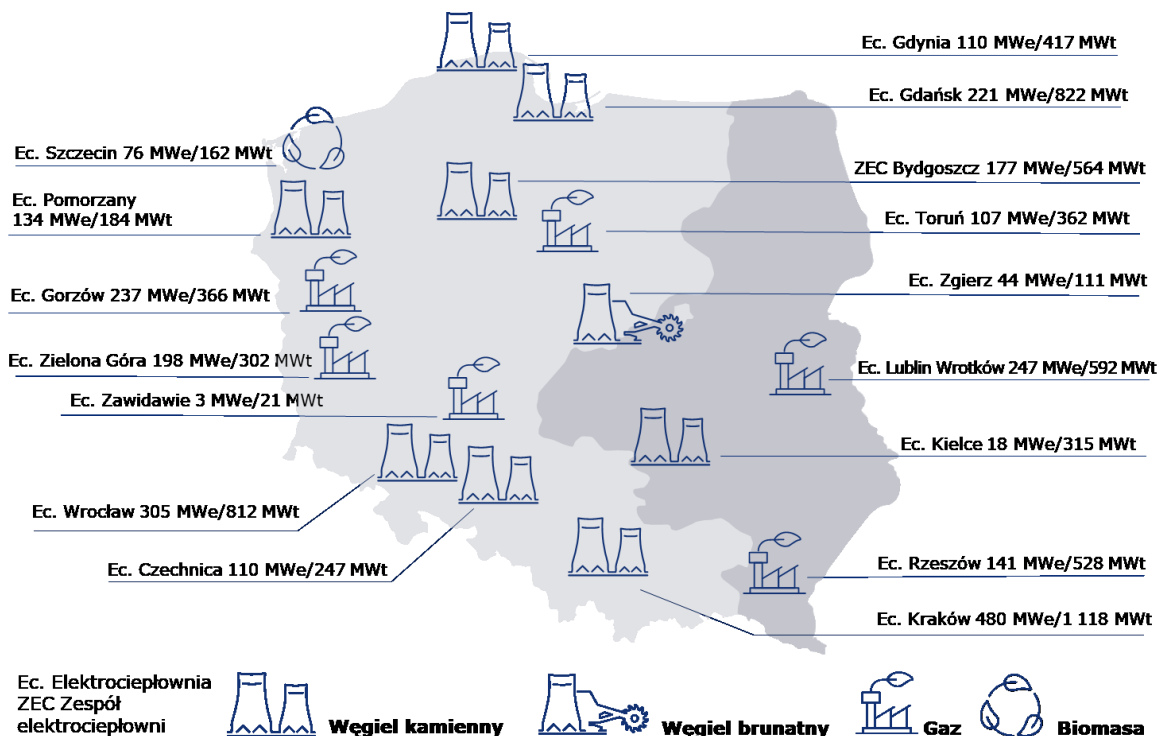 Ec. Gdynia 110 MWe/417 MWt
Ec. Gdańsk 221 MWe/822 MWt
Ec. Szczecin 76 MWe/162 MWt
ZEC Bydgoszcz 177 MWe/564 MWt
Ec. Pomorzany
134 MWe/184 MWt
Ec. Toruń 107 MWe/362 MWt
Ec. Gorzów 237 MWe/366 MWt
Ec. Zgierz 44 MWe/111 MWt
Ec. Zielona Góra 198 MWe/302 MWt
Ec. Lublin Wrotków 247 MWe/592 MWt
Ec. Zawidawie 3 MWe/21 MWt
Ec. Kielce 18 MWe/315 MWt
Ec. Wrocław 305 MWe/812 MWt
Ec. Czechnica 110 MWe/247 MWt
Ec. Rzeszów 141 MWe/528 MWt
Ec. Kraków 480 MWe/1 118 MWt
Ec. Elektrociepłownia
ZEC Zespół
elektrociepłowni
Węgiel kamienny
Węgiel brunatny
Gaz
Biomasa